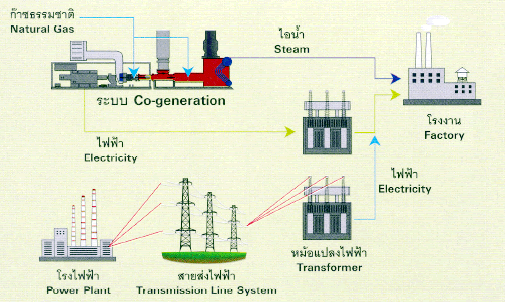 ก๊าซธรรมชาติ
Natural Gas
ไอน้ำ
Steam
ระบบ Co-generation
โรงงาน
Factory
ไฟฟ้า
Electricity
ไฟฟ้า
Electricity
หม้อแปลงไฟฟ้า
Transformer
โรงไฟฟ้า
Power Plant
สายส่งไฟฟ้า
Transmission Line System